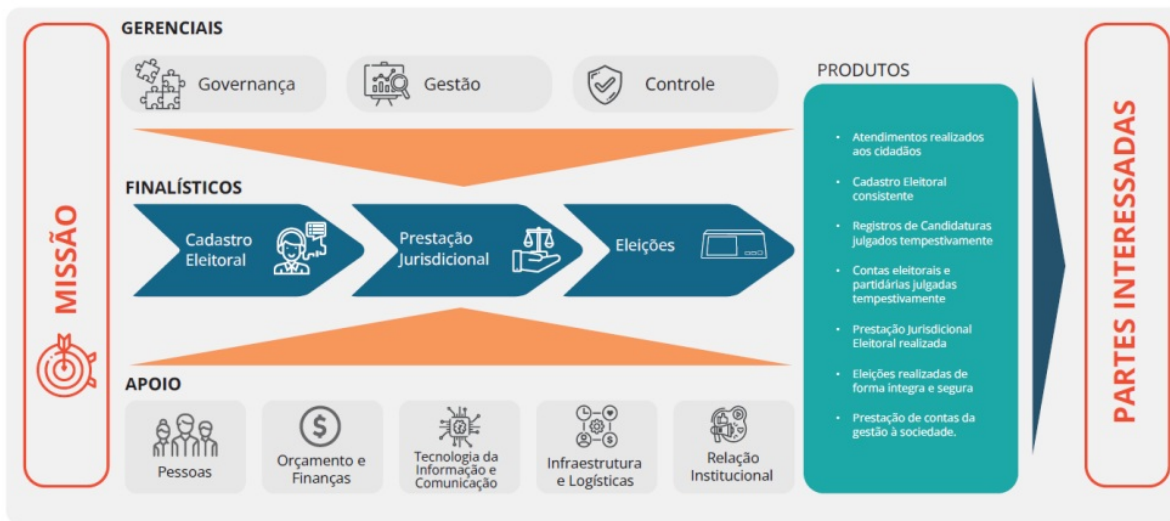 MISSÃO
GERENCIAIS
Governança
Gestão
Controle
FINALÍSTICOS
Cadastro
Eleitoral
Prestação
Jurisdicional
Eleições
APOIO
Pessoas
Orçamento e
Finanças
$
Tecnologia da
Informação e
Comunicação
Infraestrutura
e Logísticas
Relação
Institucional
PRODUTOS
• Atendimentos realizados
aos cidadãos
• Cadastro Eleitoral
consistente
• Registros de Candidaturas
julgados tempestivamente
• Contas eleitorais e
partidárias julgadas
tempestivamente
• Prestação Jurisdicional
Eleitoral realizada
• Eleições realizadas de
forma íntegra e segura
• Prestação de contas da
gestão à sociedade.
PARTES INTERESSADAS